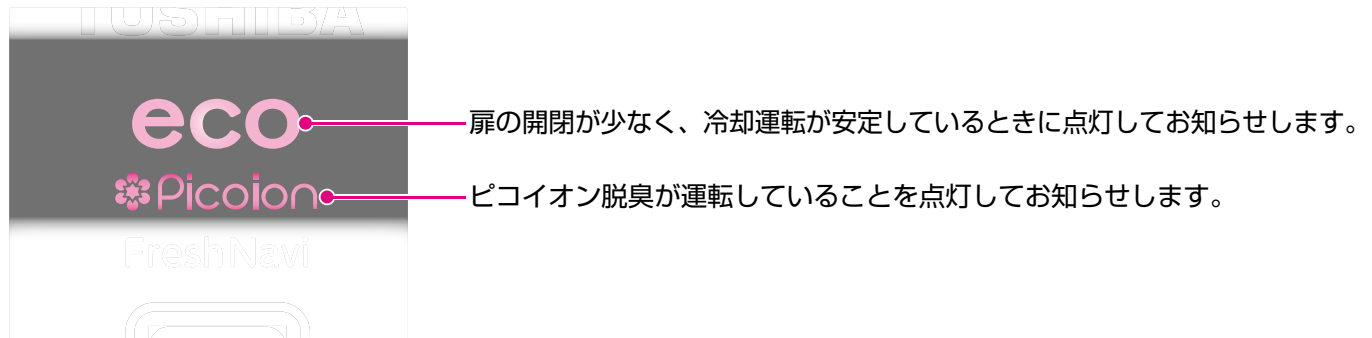 TOSHIBA
eco
扉の開閉が少なく、冷却運転が安定しているときに点灯してお知らせします。
Picoion
ピコイオン脱臭が運転していることを点灯してお知らせします。
FreshNavi